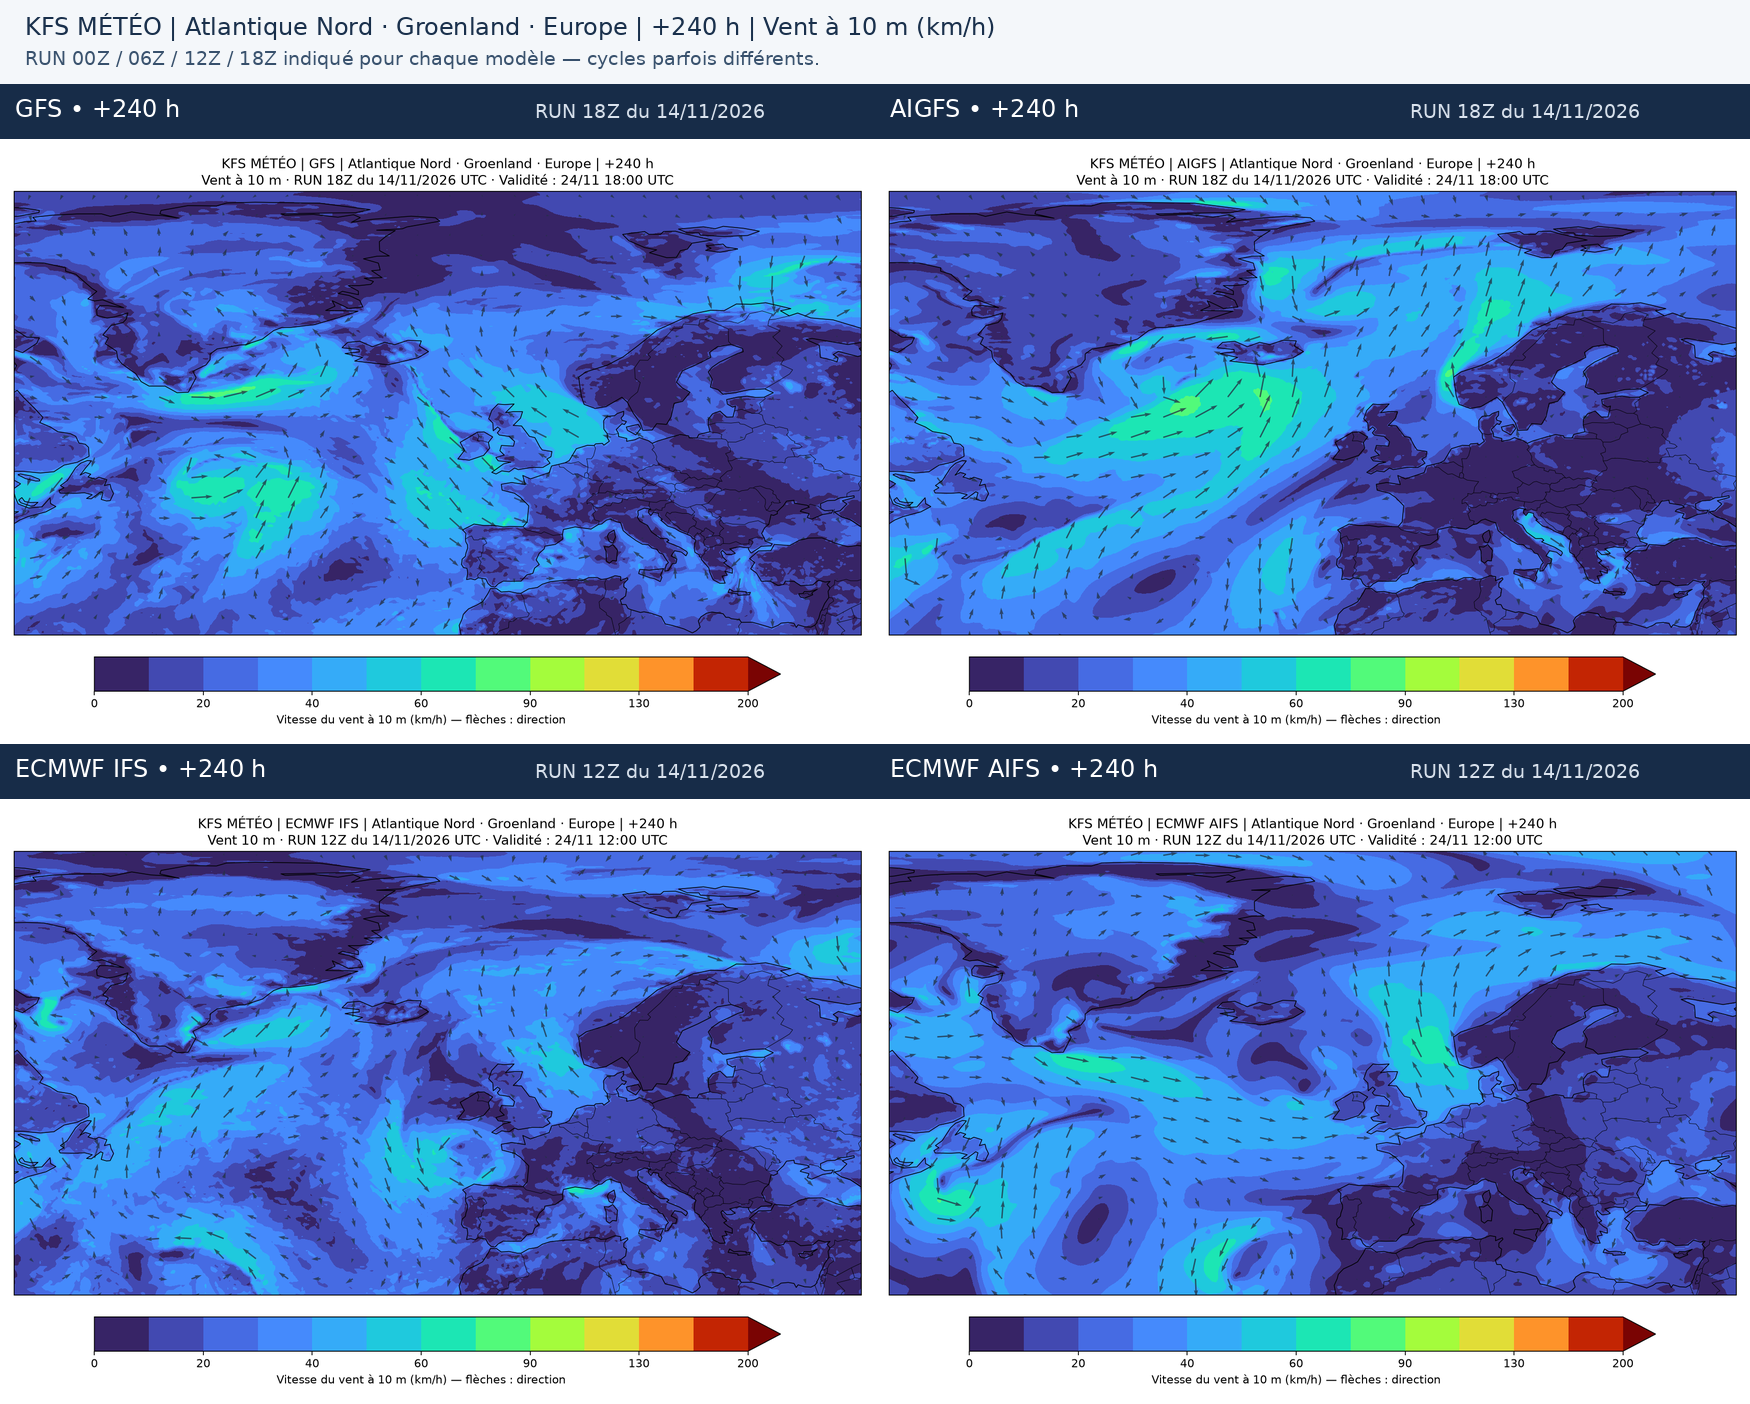 KFS MÉTÉO | Atlantique Nord · Groenland · Europe | +240 h | Vent à 10 m (km/h)
RUN 00Z / 06Z / 12Z / 18Z indiqué pour chaque modèle — cycles parfois différents.
GFS • +240 h
RUN 18Z du 14/11/2026
KFS MÉTÉO | GFS | Atlantique Nord · Groenland · Europe | +240 h
Vent à 10 m · RUN 18Z du 14/11/2026 UTC · Validité : 24/11 18:00 UTC
0 20 40 60 90 130 200
Vitesse du vent à 10 m (km/h) — flèches : direction
AIGFS • +240 h
RUN 18Z du 14/11/2026
KFS MÉTÉO | AIGFS | Atlantique Nord · Groenland · Europe | +240 h
Vent à 10 m · RUN 18Z du 14/11/2026 UTC · Validité : 24/11 18:00 UTC
0 20 40 60 90 130 200
Vitesse du vent à 10 m (km/h) — flèches : direction
ECMWF IFS • +240 h
RUN 12Z du 14/11/2026
KFS MÉTÉO | ECMWF IFS | Atlantique Nord · Groenland · Europe | +240 h
Vent 10 m · RUN 12Z du 14/11/2026 UTC · Validité : 24/11 12:00 UTC
0 20 40 60 90 130 200
Vitesse du vent à 10 m (km/h) — flèches : direction
ECMWF AIFS • +240 h
RUN 12Z du 14/11/2026
KFS MÉTÉO | ECMWF AIFS | Atlantique Nord · Groenland · Europe | +240 h
Vent 10 m · RUN 12Z du 14/11/2026 UTC · Validité : 24/11 12:00 UTC
0 20 40 60 90 130 200
Vitesse du vent à 10 m (km/h) — flèches : direction